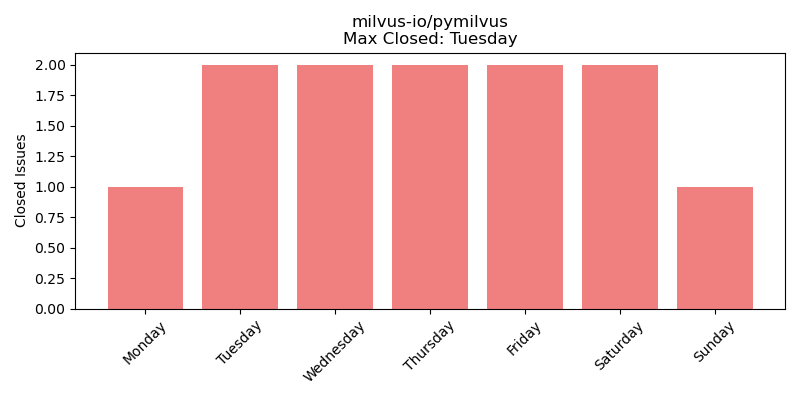 milvus-io/pymilvus
Max Closed: Tuesday
Closed Issues
2.00
1.75
1.50
1.25
1.00
0.75
0.50
0.25
0.00
Monday
Tuesday
Wednesday
Thursday
Friday
Saturday
Sunday